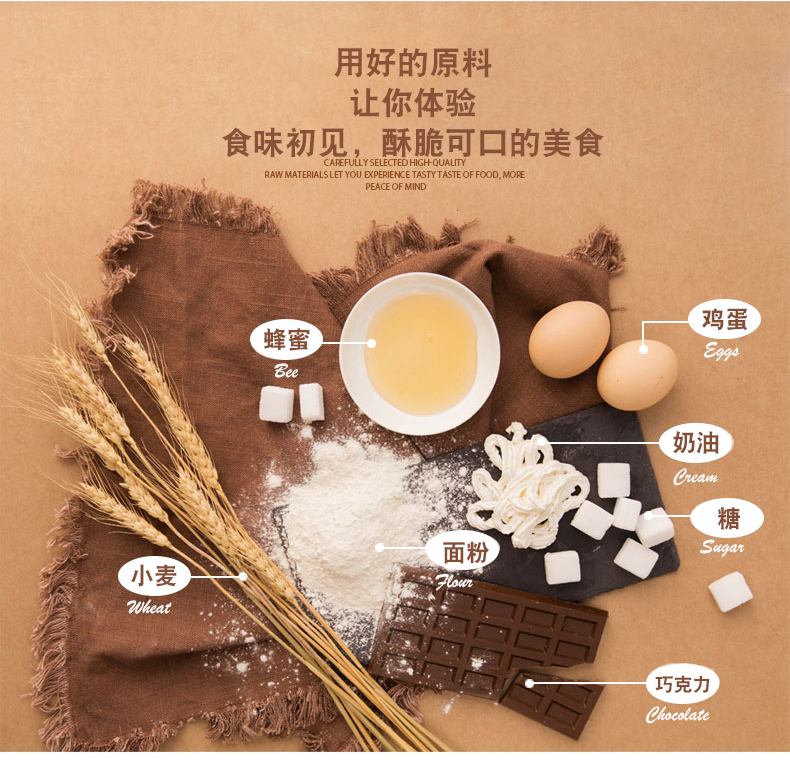 用好的原料
让你体验
食味初见，酥脆可口的美食
CAREFULLY SELECTED HIGH-QUALITY
RAW MATERIALS LET YOU EXPERIENCE TASTY TASTE OF FOOD, MORE
PEACE OF MIND
鸡蛋
Eggs
蜂蜜
Bee
奶油
Cream
糖
Sugar
面粉
Flour
小麦
Wheat
巧克力
Chocolate